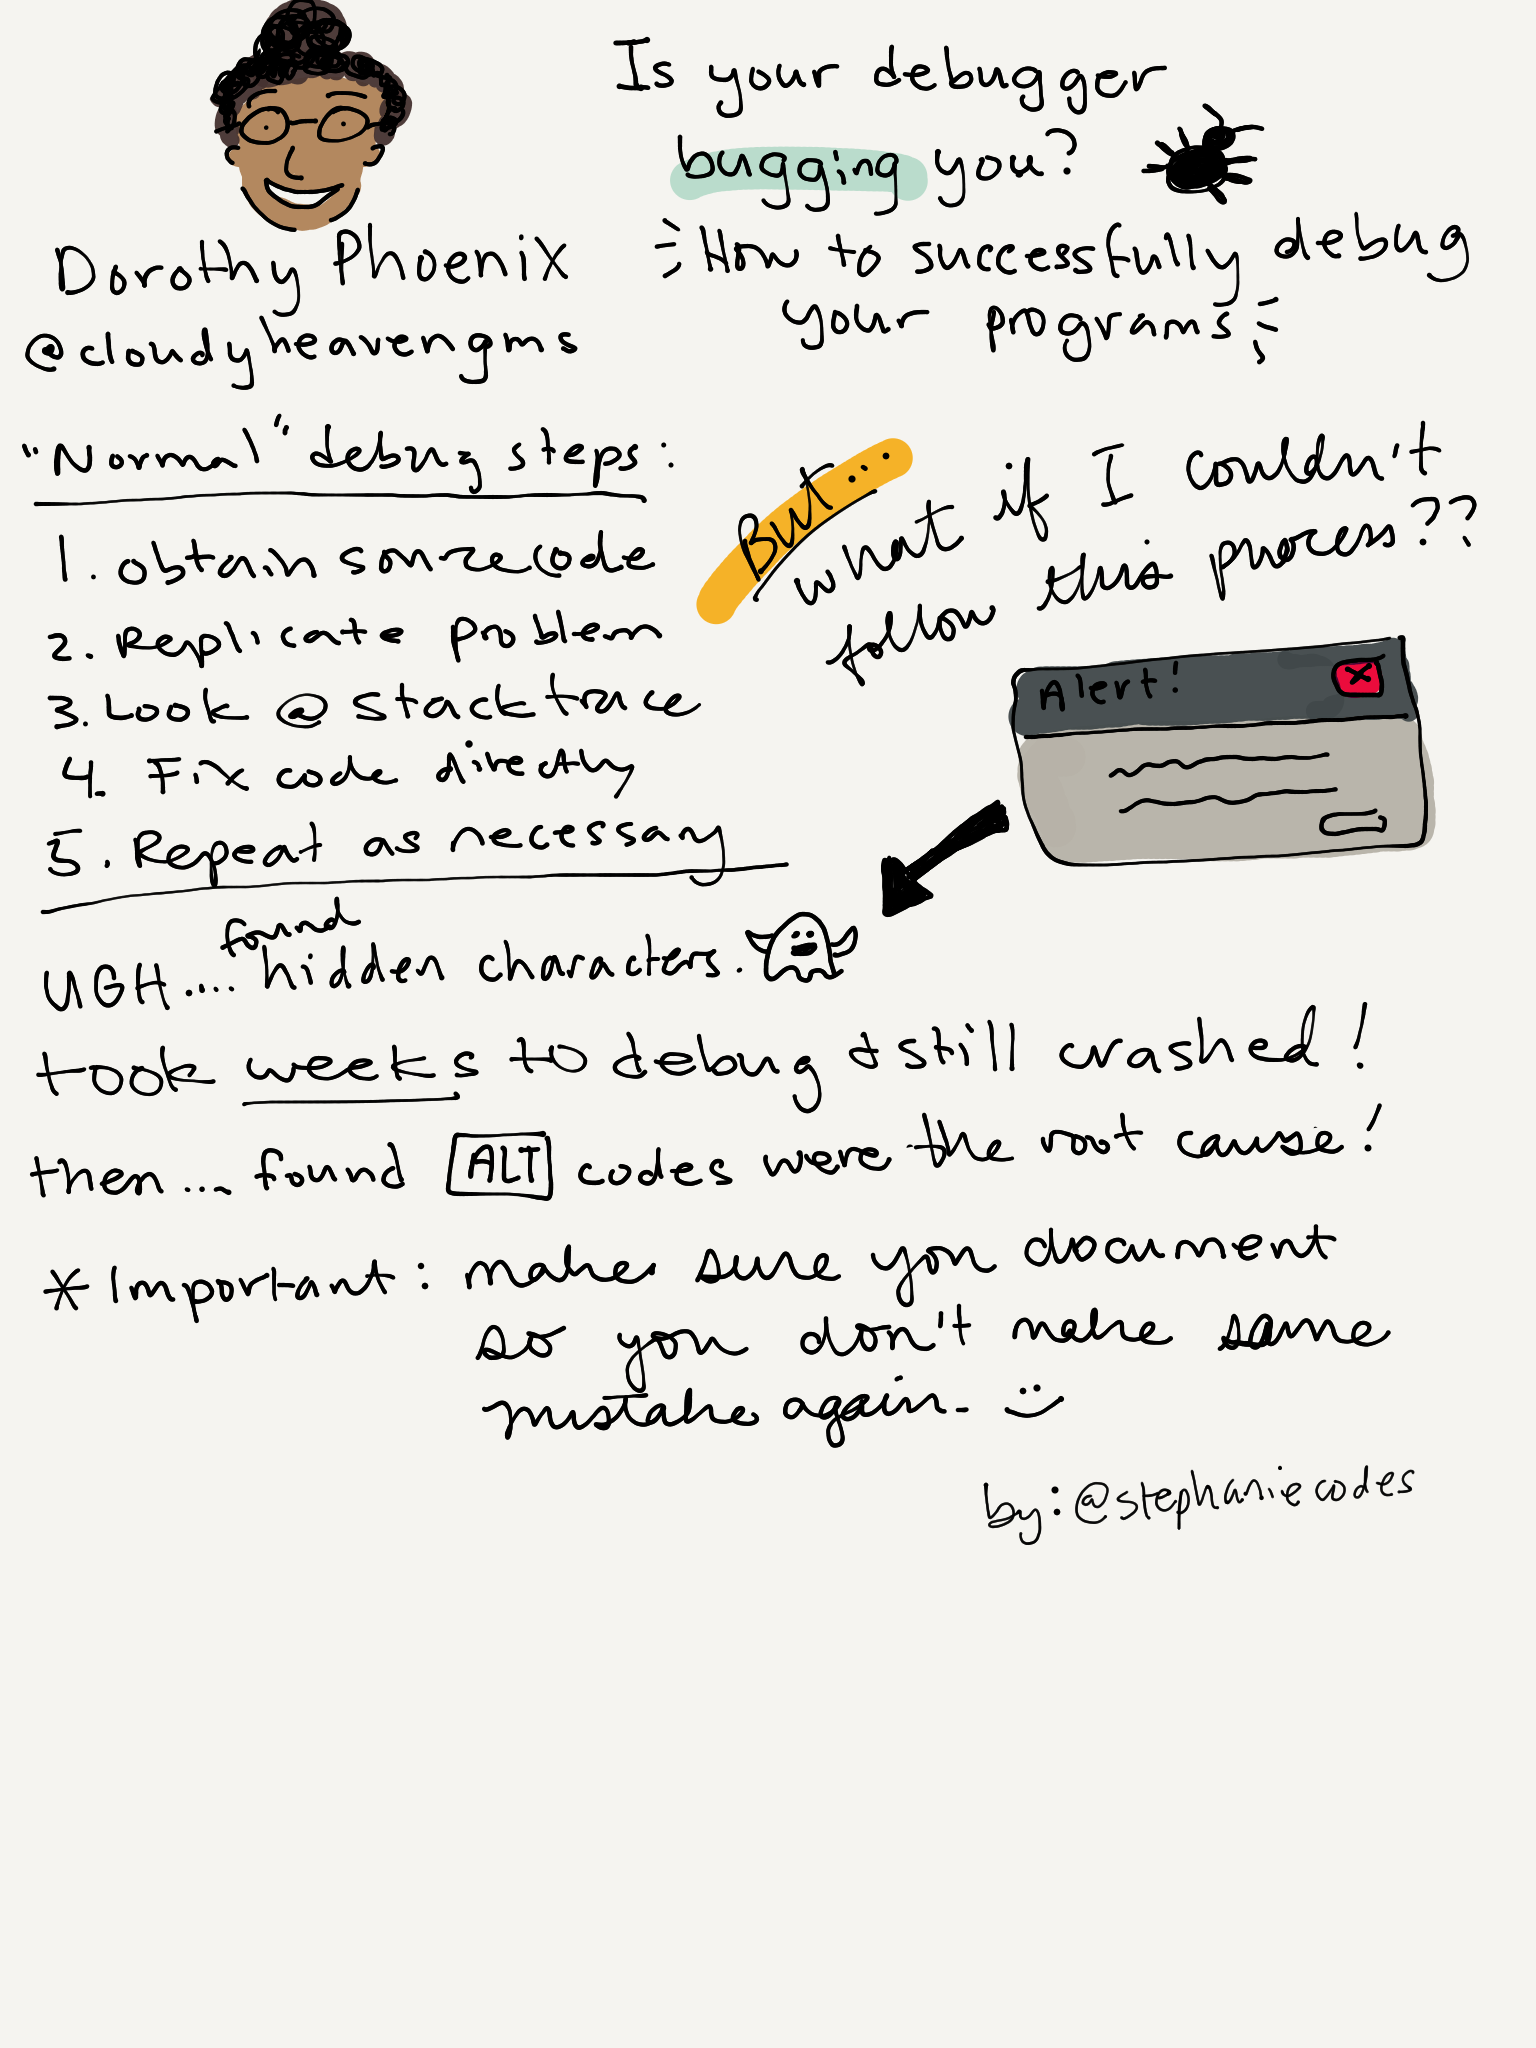 Is your debugger
bugging you?
How to successfully debug
your programs
Dorothy Phoenix
@cloudyheavengms
"Normal" debug steps:
1. obtain source code
2. Replicate problem
3. Look @ stack trace
4. Fix code directly
5. Repeat as necessary
But...
what if I couldn't
follow this process??
Alert!
UGH.... found hidden characters.
took weeks to debug & still crashed!
then... found ALT codes were the root cause!
*Important: make sure you document
so you don't make same
mistake again.
by: @stephaniecodes